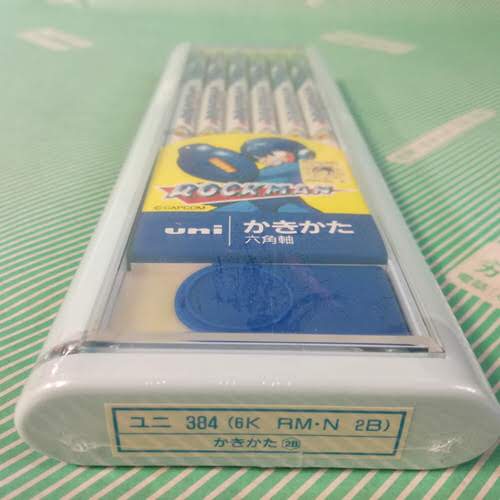 ROCKMAN
©CAPCOM
uni かきかた
六角軸
ユニ 384 (6K RM・N 2B)
かきかた(2B)